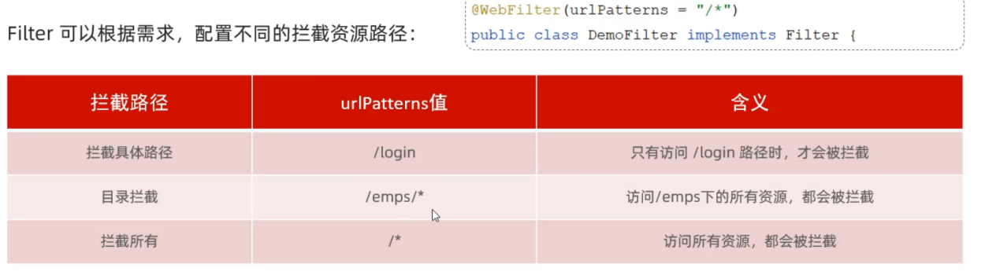 @WebFilter(urlPatterns = "/*")
Filter 可以根据需求，配置不同的拦截资源路径：
public class DemoFilter implements Filter {
拦截路径 urlPatterns值 含义
拦截具体路径 /login 只有访问 /login 路径时，才会被拦截
目录拦截 /emps/* 访问/emps下的所有资源，都会被拦截
拦截所有 /* 访问所有资源，都会被拦截